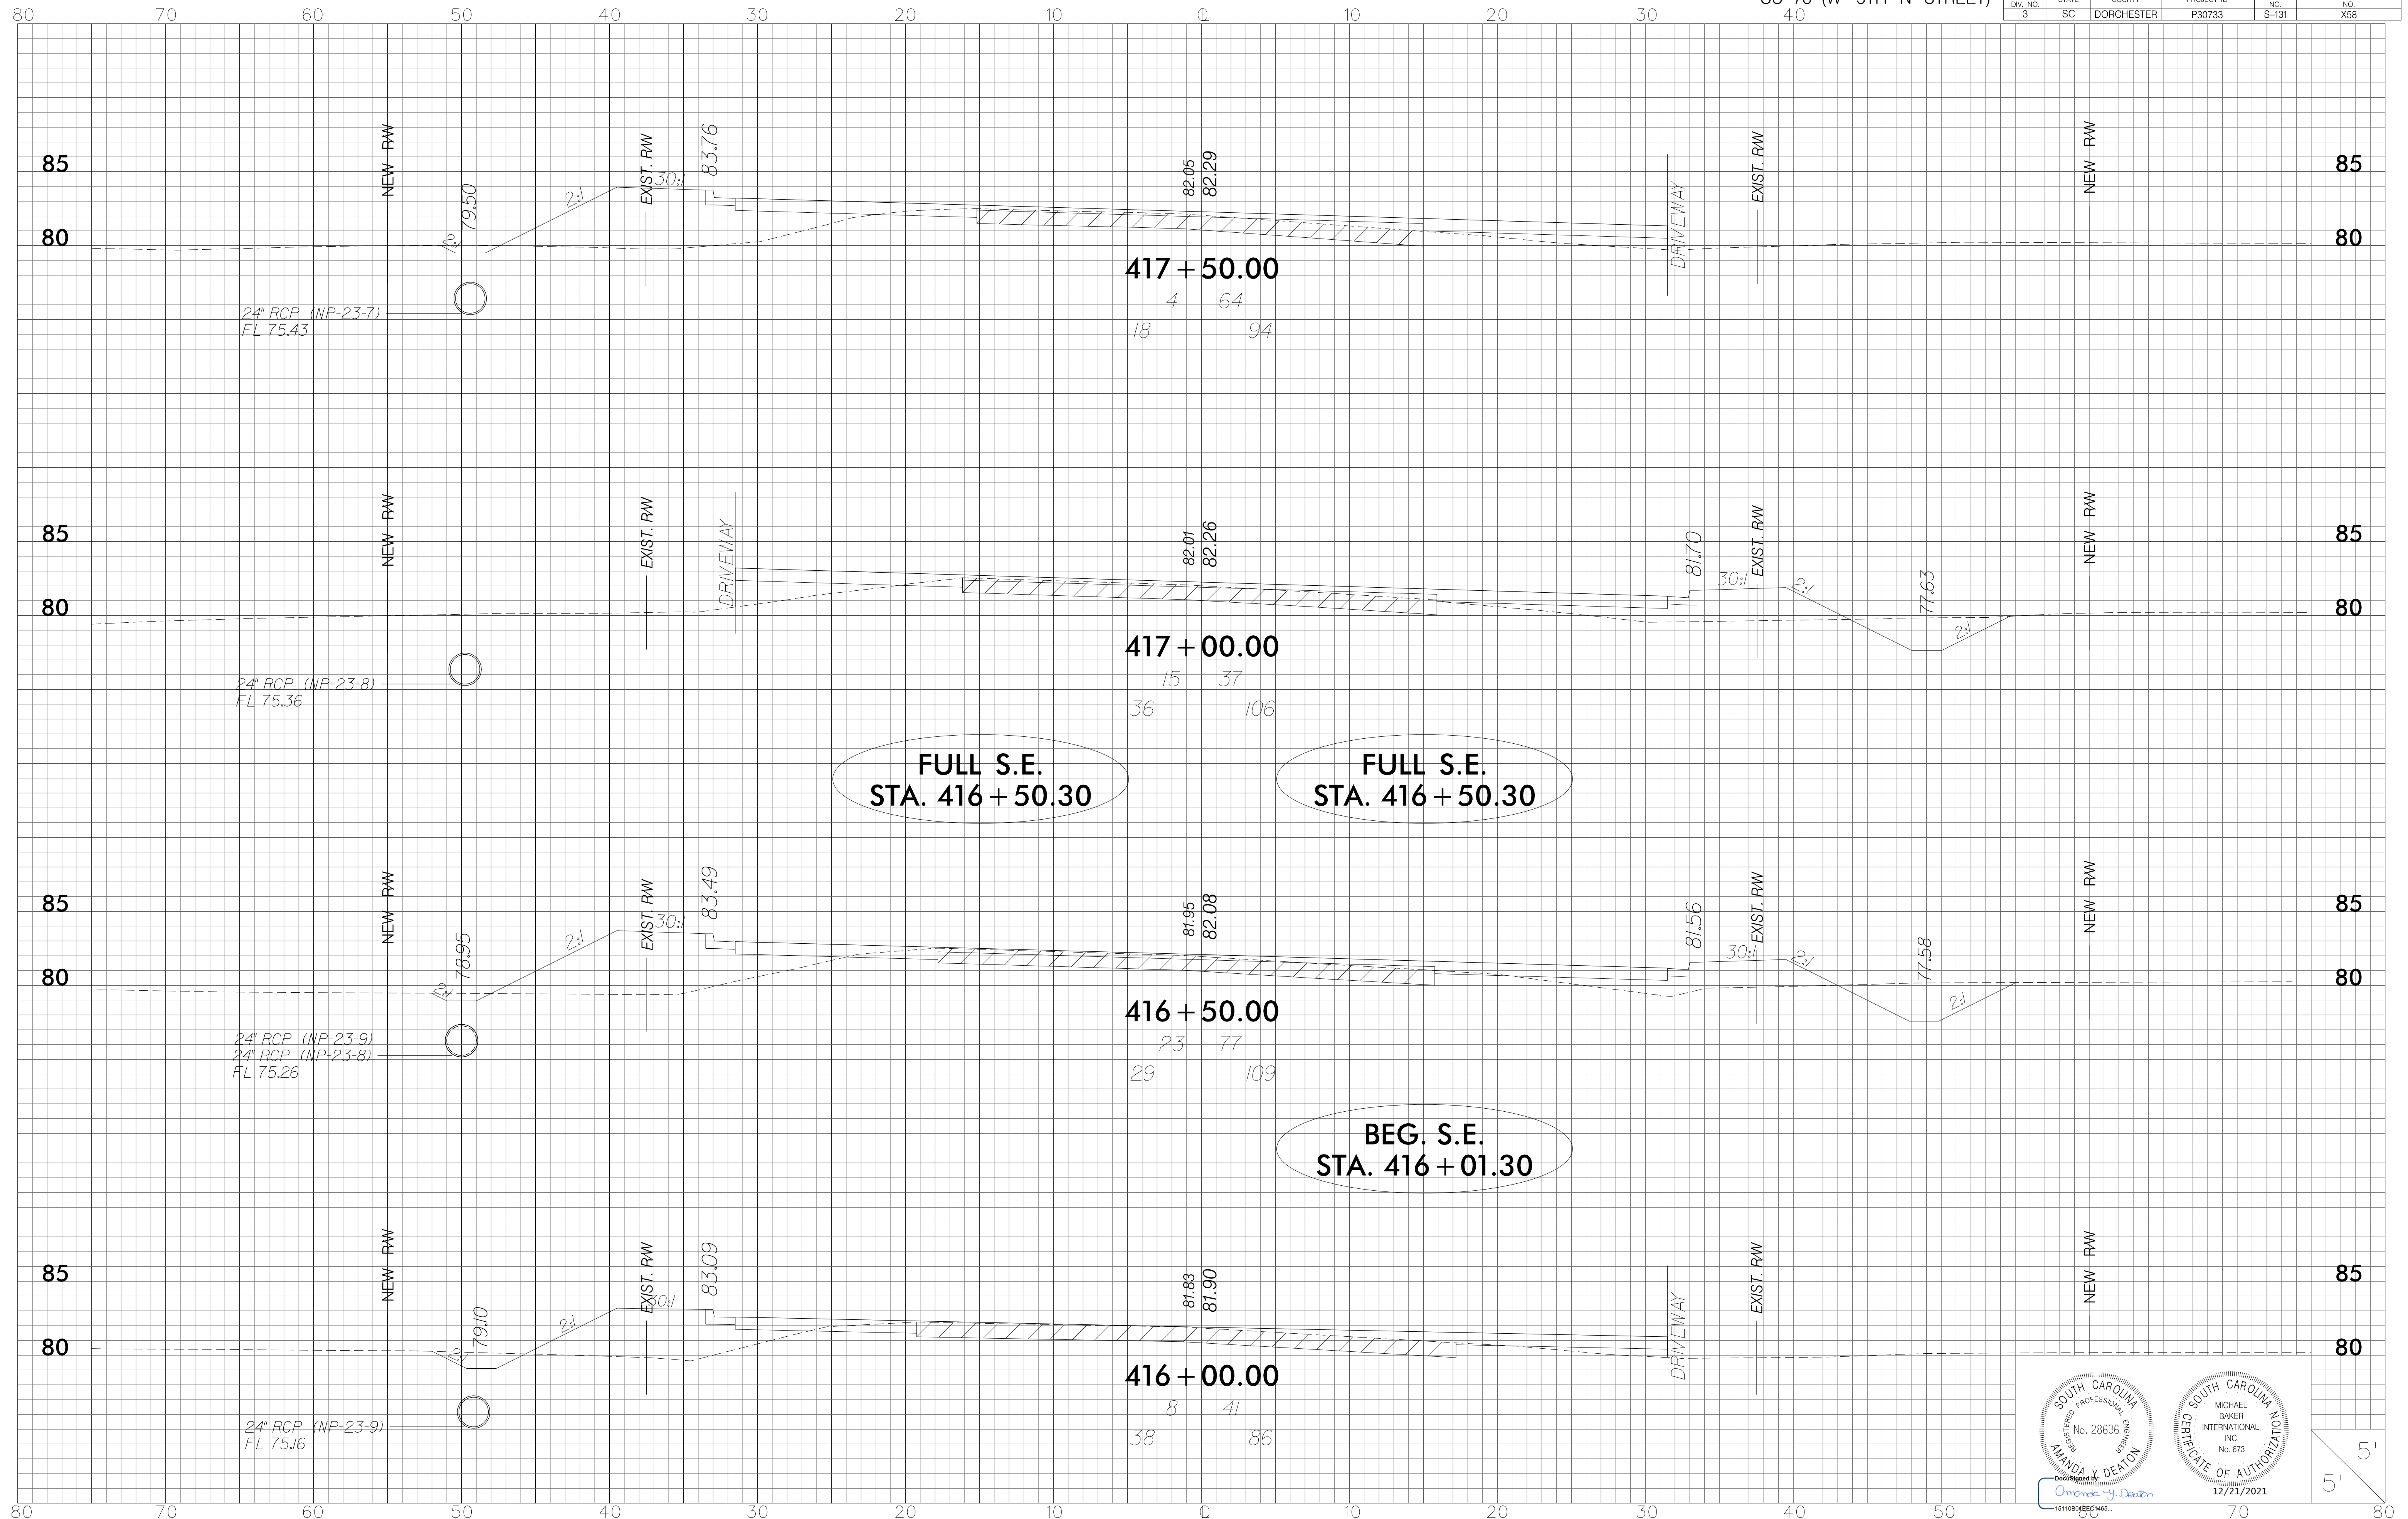 80 70 60 50 40 30 20 10 ℄ 10 20 30 40
DIV. NO. NO. NO.
3 SC DORCHESTER P30733 S-131 X58
NEW R/W
79.50
2:1
2:1
EXIST. R/W
30:1
83.76
82.05
82.29
DRIVEWAY
EXIST. R/W
NEW R/W
85 85
80 80
417+50.00
4 64
18 94
24" RCP (NP-23-7)
FL 75.43
NEW R/W
EXIST. R/W
DRIVEWAY
82.01
82.26
81.70
30:1
EXIST. R/W
2:1
77.63
2:1
NEW R/W
85 85
80 80
417+00.00
15 37
36 106
24" RCP (NP-23-8)
FL 75.36
FULL S.E.
STA. 416+50.30
FULL S.E.
STA. 416+50.30
NEW R/W
78.95
2:1
2:1
EXIST. R/W
30:1
83.49
81.95
82.08
81.56
30:1
EXIST. R/W
2:1
77.58
2:1
NEW R/W
85 85
80 80
416+50.00
23 77
29 109
24" RCP (NP-23-9)
24" RCP (NP-23-8)
FL 75.26
BEG. S.E.
STA. 416+01.30
NEW R/W
79.10
2:1
2:1
EXIST. R/W
30:1
83.09
81.83
81.90
DRIVEWAY
EXIST. R/W
NEW R/W
85 85
80 80
416+00.00
8 41
38 86
24" RCP (NP-23-9)
FL 75.16
SOUTH CAROLINA
REGISTERED PROFESSIONAL ENGINEER
No. 28636
AMANDA Y. DEATON
SOUTH CAROLINA
MICHAEL
BAKER
INTERNATIONAL,
INC.
No. 673
CERTIFICATE OF AUTHORIZATION
DocuSigned by:
Amanda Y. Deaton
12/21/2021
5'
5'
80 70 60 50 40 30 20 10 ℄ 10 20 30 40 50 60 70 80